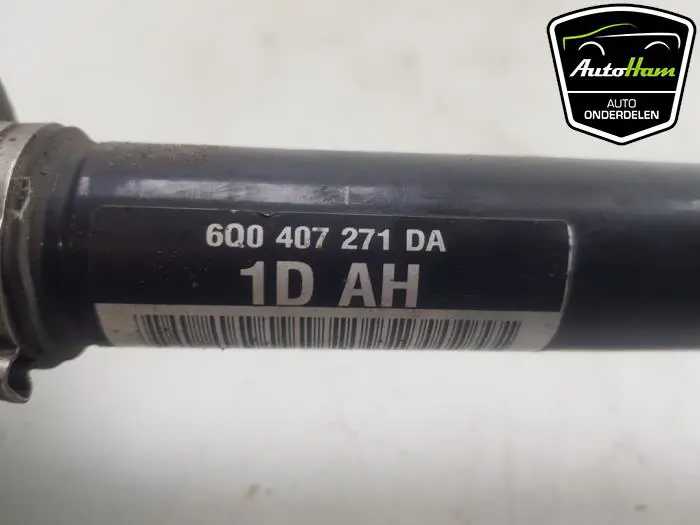 AutoHam
AUTO
ONDERDELEN
6Q0 407 271 DA
1D AH